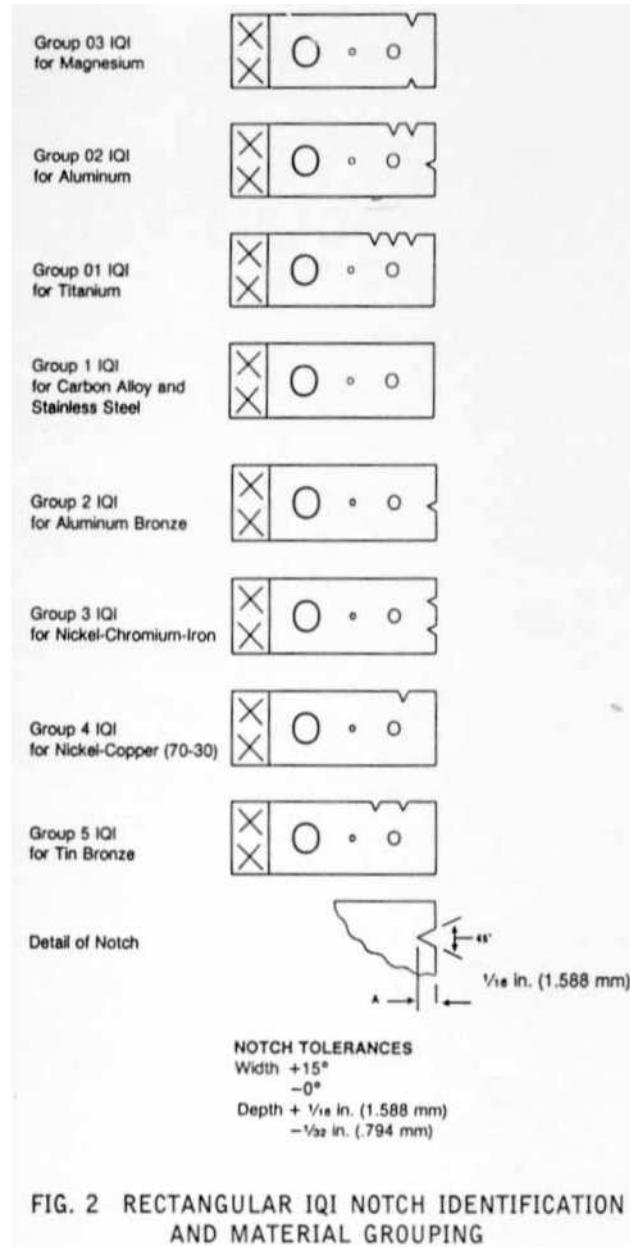 Group 03 IQI
for Magnesium
X
X
Group 02 IQI
for Aluminum
X
X
Group 01 IQI
for Titanium
X
X
Group 1 IQI
for Carbon Alloy and
Stainless Steel
X
X
Group 2 IQI
for Aluminum Bronze
X
X
Group 3 IQI
for Nickel-Chromium-Iron
X
X
Group 4 IQI
for Nickel-Copper (70-30)
X
X
Group 5 IQI
for Tin Bronze
X
X
Detail of Notch
45°
1/16 in. (1.588 mm)
A
NOTCH TOLERANCES
Width +15°
−0°
Depth + 1/16 in. (1.588 mm)
−1/32 in. (.794 mm)
FIG. 2 RECTANGULAR IQI NOTCH IDENTIFICATION
AND MATERIAL GROUPING